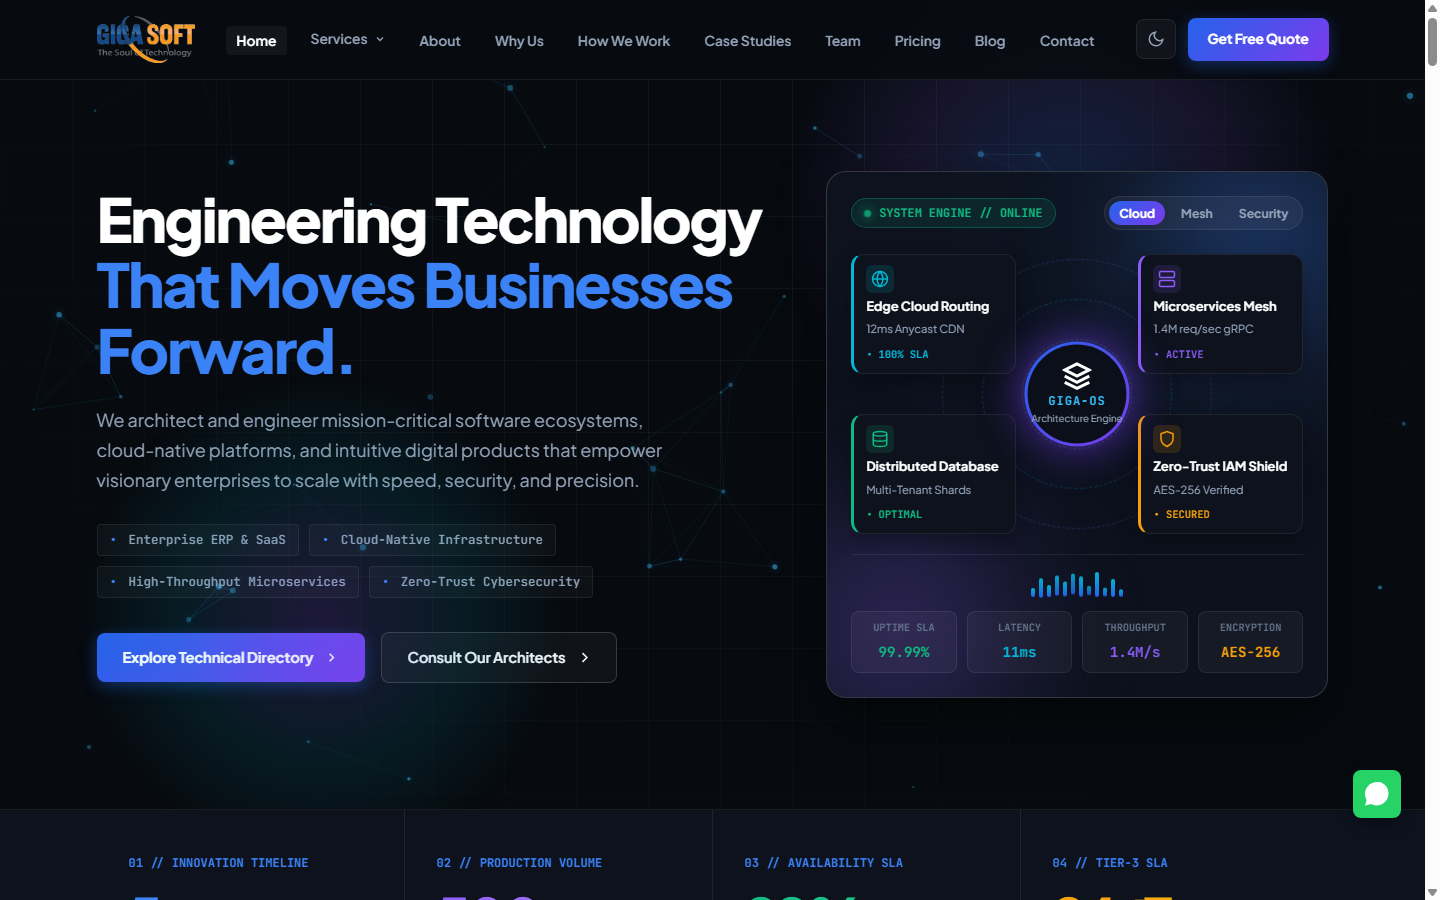 GIGA SOFT
The Soul of Technology
Home
Services
About
Why Us
How We Work
Case Studies
Team
Pricing
Blog
Contact
Get Free Quote
Engineering Technology
That Moves Businesses
Forward.
We architect and engineer mission-critical software ecosystems,
cloud-native platforms, and intuitive digital products that empower
visionary enterprises to scale with speed, security, and precision.
• Enterprise ERP & SaaS
• Cloud-Native Infrastructure
• High-Throughput Microservices
• Zero-Trust Cybersecurity
Explore Technical Directory
Consult Our Architects
SYSTEM ENGINE // ONLINE
Cloud
Mesh
Security
Edge Cloud Routing
12ms Anycast CDN
• 100% SLA
Microservices Mesh
1.4M req/sec gRPC
• ACTIVE
GIGA-OS
Architecture Engine
Distributed Database
Multi-Tenant Shards
• OPTIMAL
Zero-Trust IAM Shield
AES-256 Verified
• SECURED
UPTIME SLA
99.99%
LATENCY
11ms
THROUGHPUT
1.4M/s
ENCRYPTION
AES-256
01 // INNOVATION TIMELINE
02 // PRODUCTION VOLUME
03 // AVAILABILITY SLA
04 // TIER-3 SLA